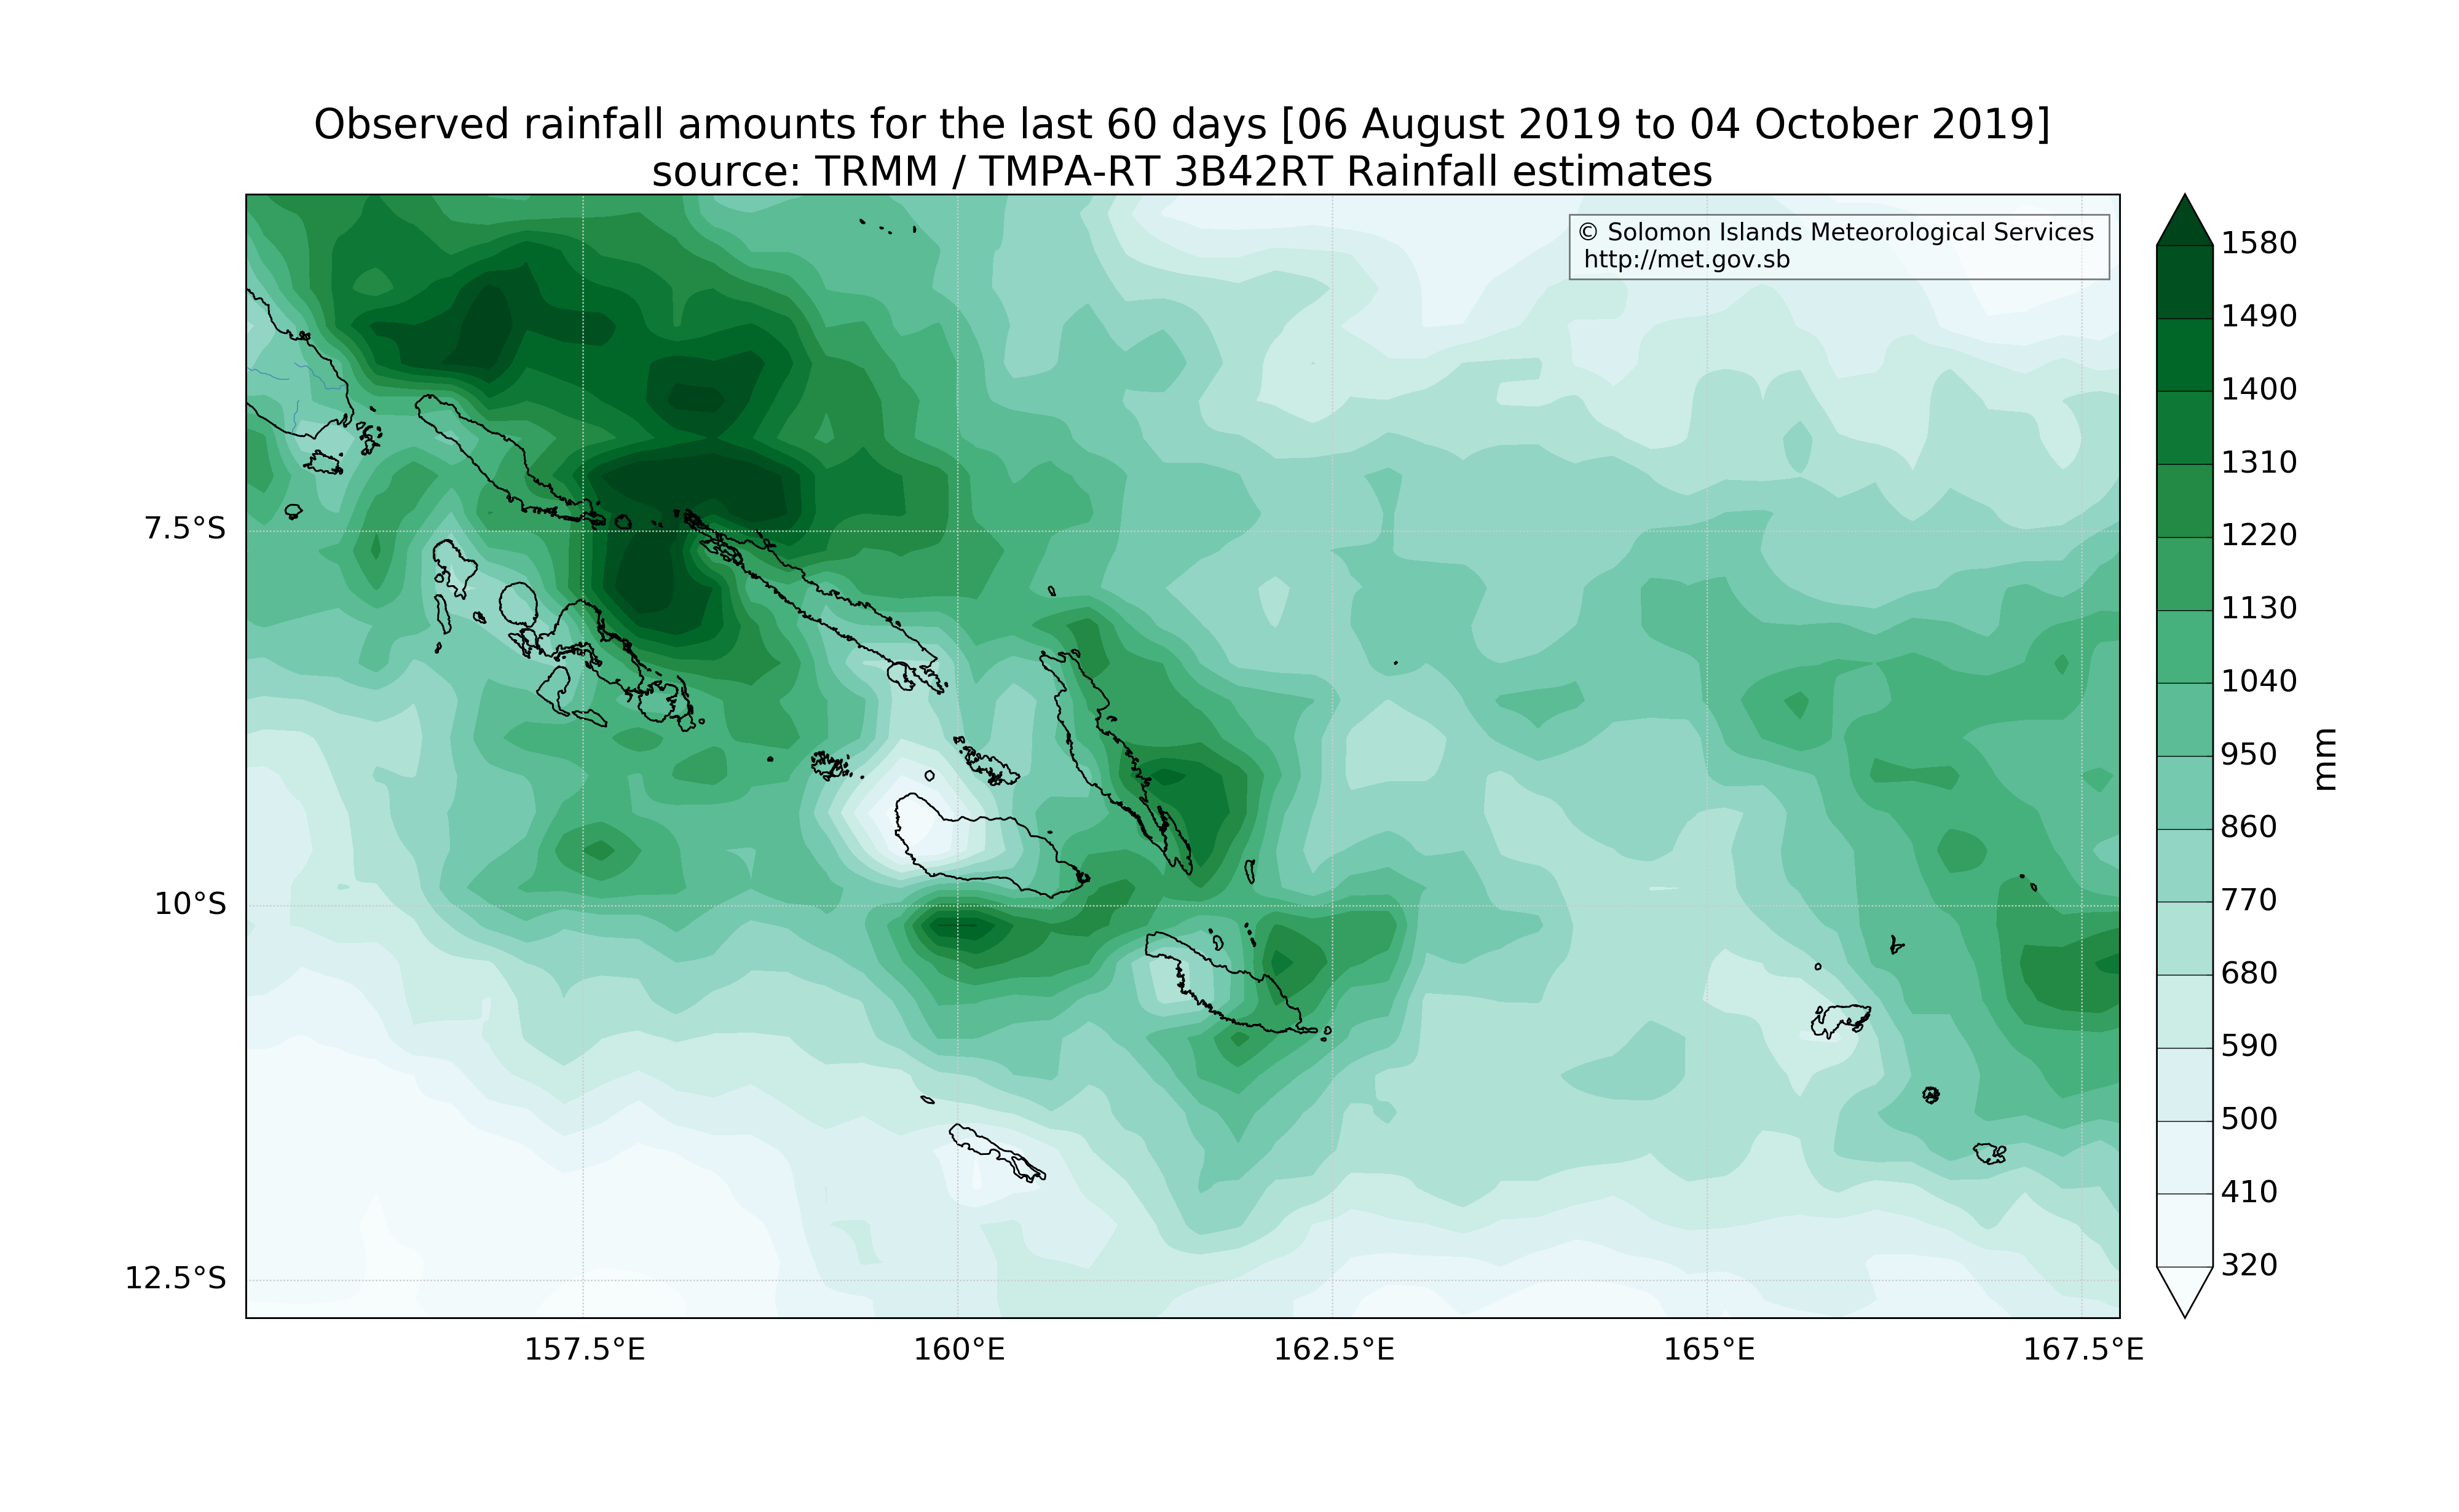 Observed rainfall amounts for the last 60 days [06 August 2019 to 04 October 2019]
source: TRMM / TMPA-RT 3B42RT Rainfall estimates
© Solomon Islands Meteorological Services
http://met.gov.sb
7.5°S
10°S
12.5°S
157.5°E
160°E
162.5°E
165°E
167.5°E
1580
1490
1400
1310
1220
1130
1040
950
860
770
680
590
500
410
320
mm